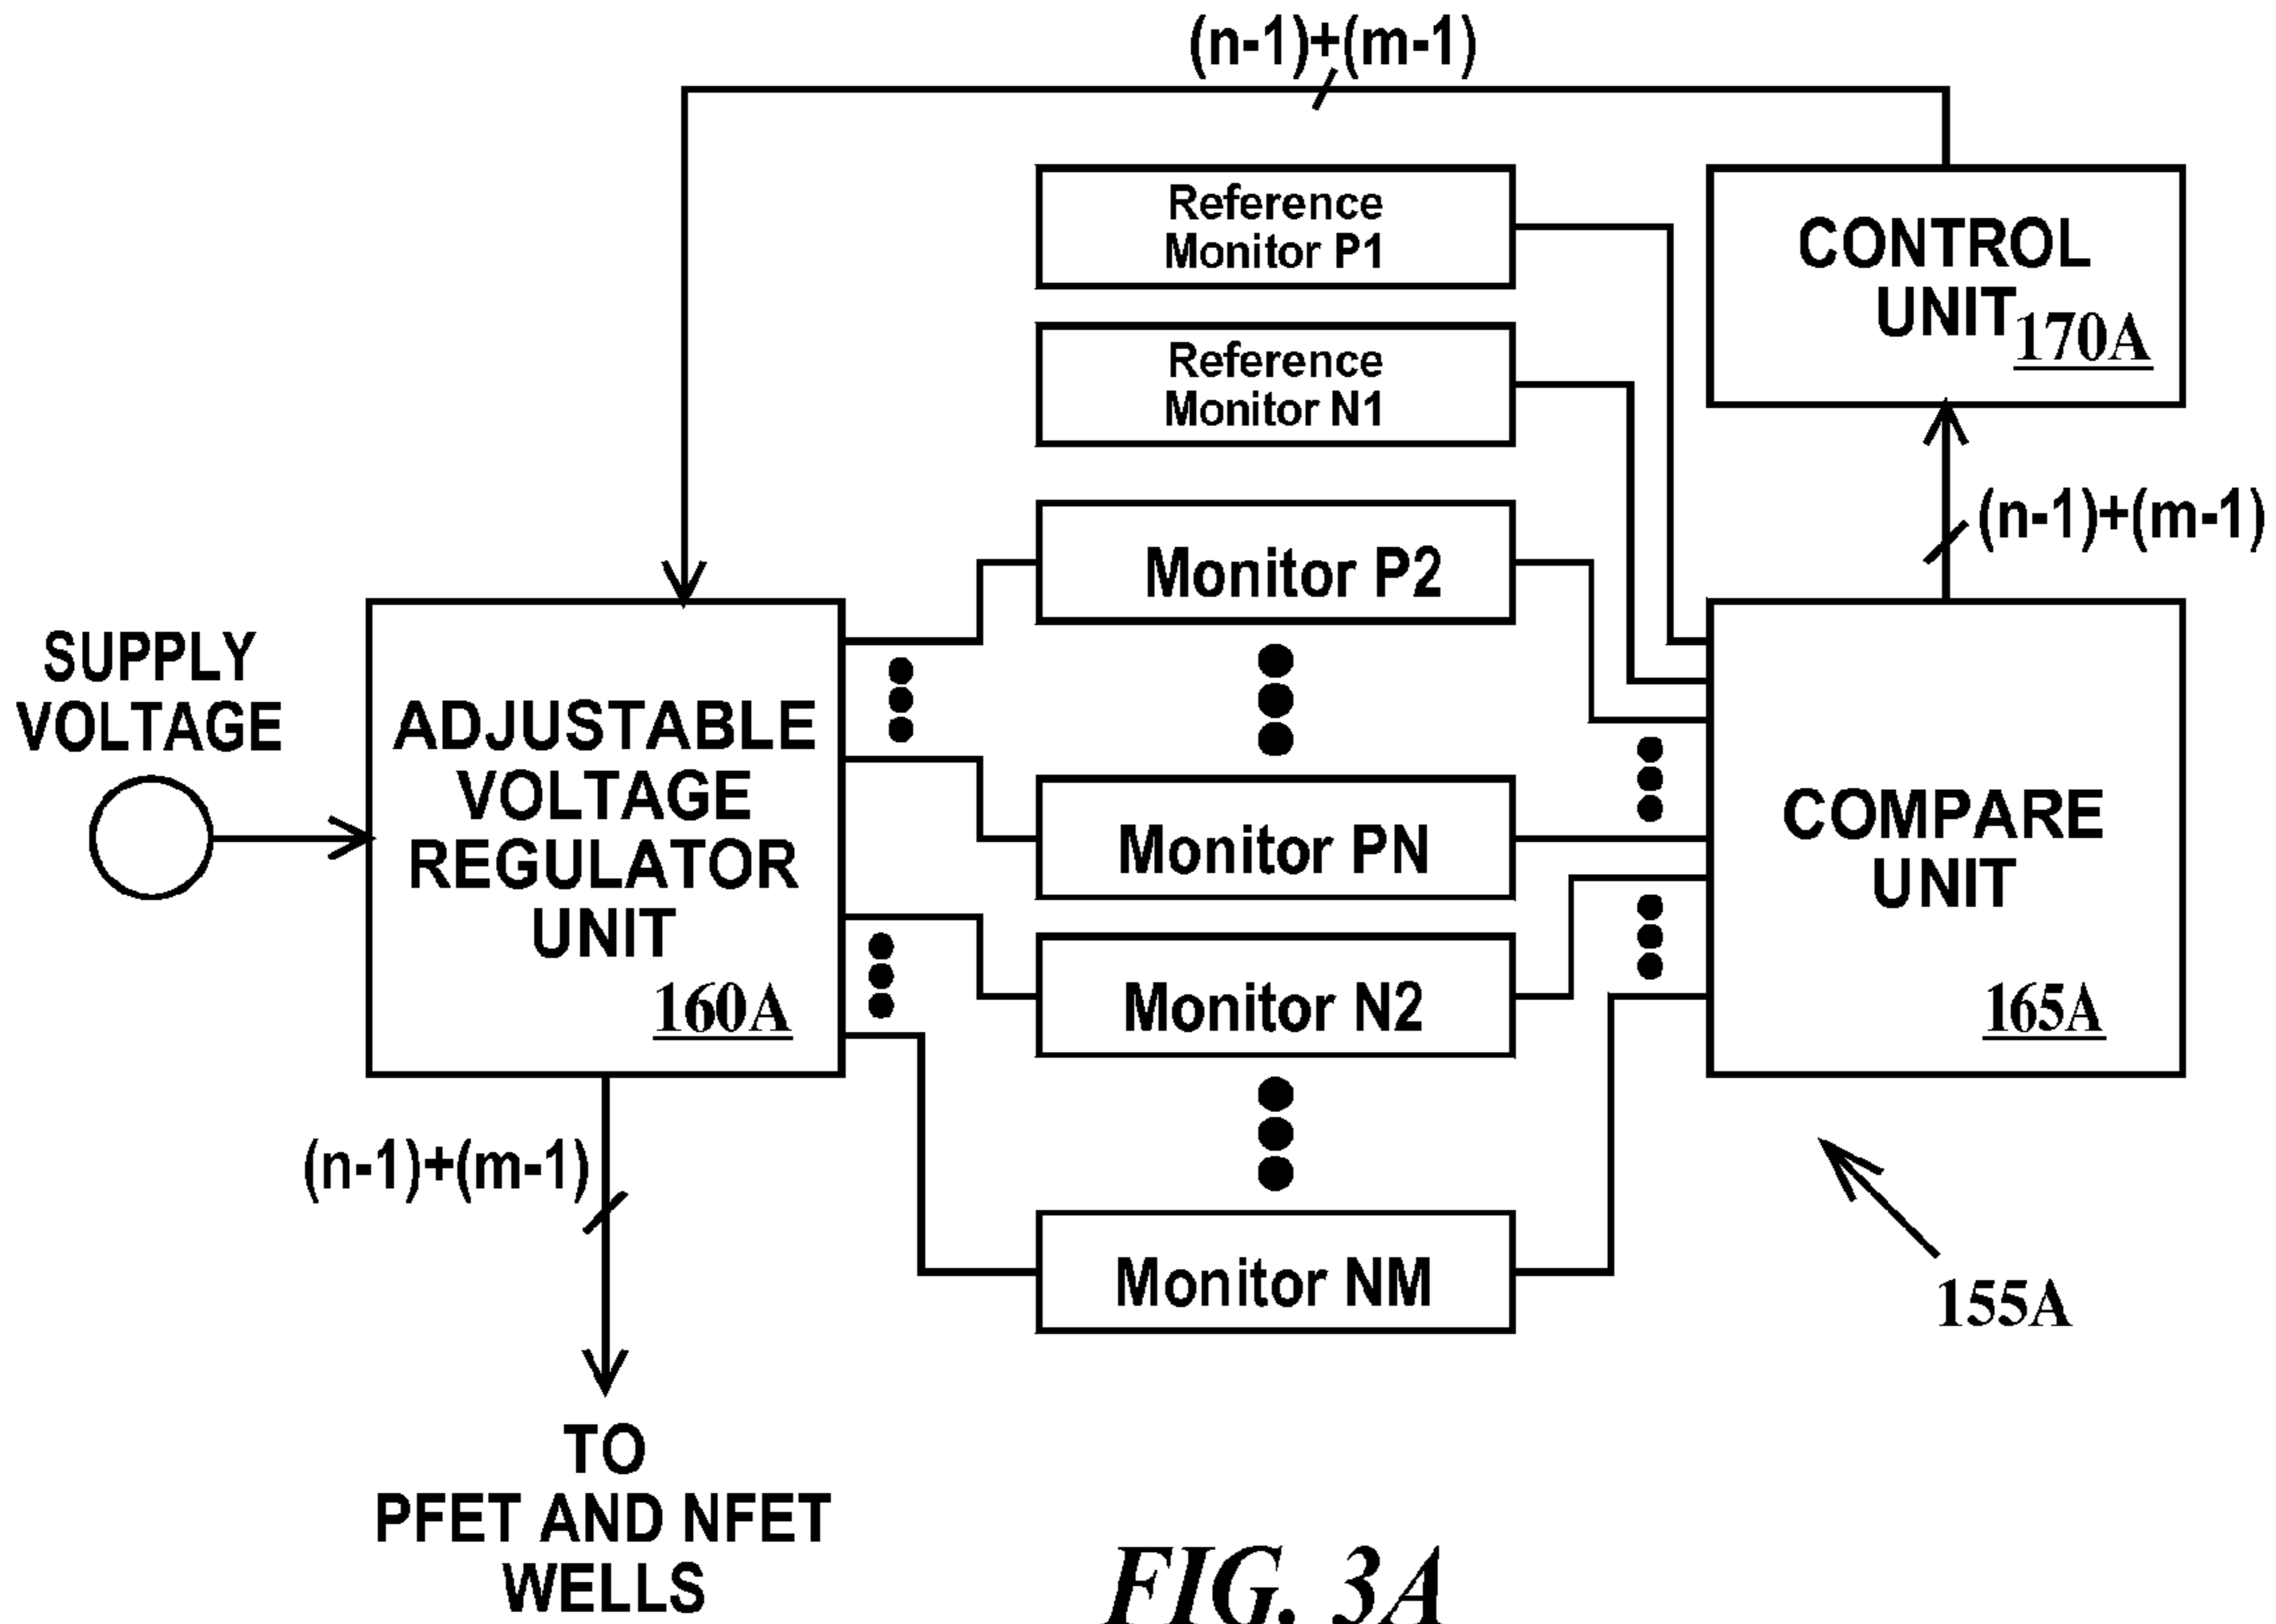 (n-1)+(m-1)
Reference
Monitor P1
CONTROL
UNIT
170A
Reference
Monitor N1
(n-1)+(m-1)
Monitor P2
SUPPLY
VOLTAGE
ADJUSTABLE
VOLTAGE
REGULATOR
UNIT
160A
Monitor PN
COMPARE
UNIT
165A
Monitor N2
(n-1)+(m-1)
Monitor NM
155A
TO
PFET AND NFET
WELLS
FIG. 3A